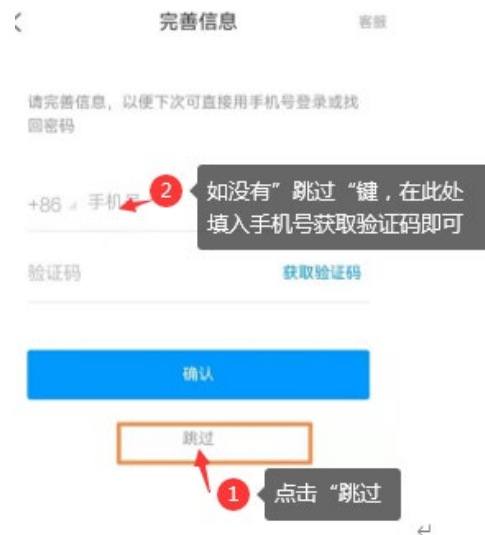 完善信息
客服
请完善信息，以便下次可直接用手机号登录或找
回密码
+86 手机号
2
如没有”跳过“键，在此处
填入手机号获取验证码即可
验证码
获取验证码
确认
跳过
1
点击“跳过